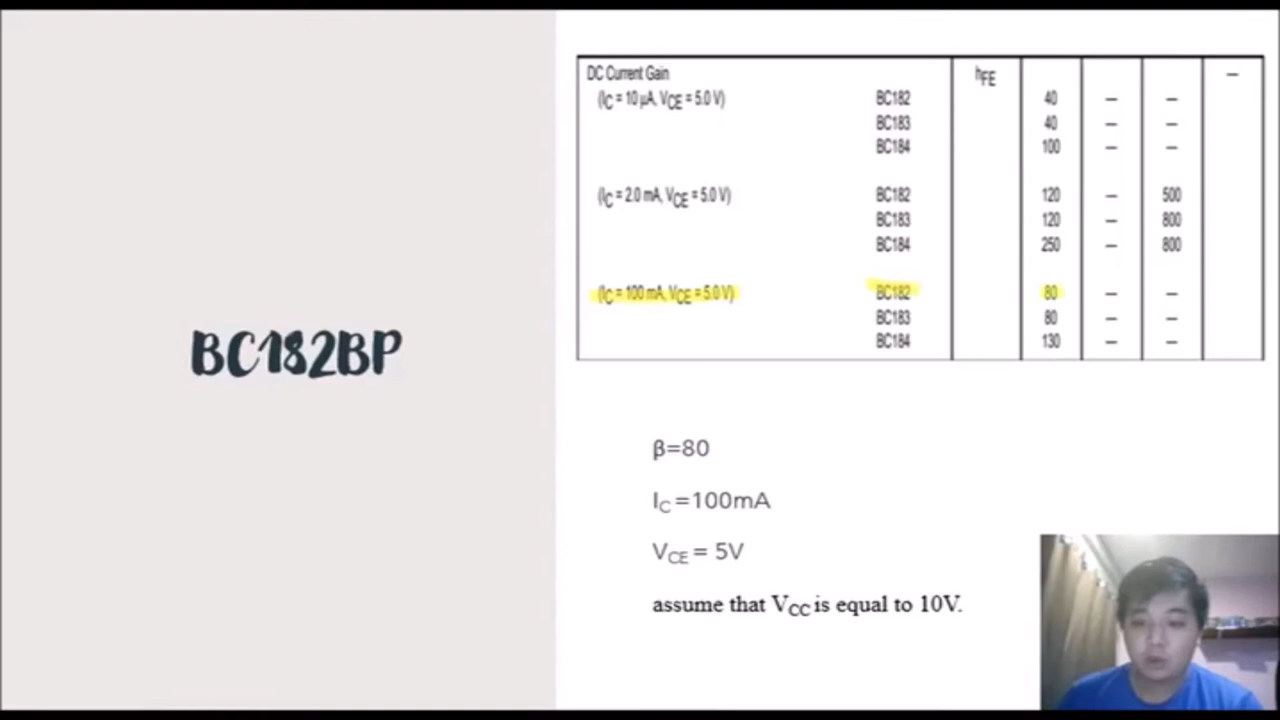 BC182BP
DC Current Gain hFE —
(IC = 10 µA, VCE = 5.0 V) BC182 40 — —
BC183 40 — —
BC184 100 — —
(IC = 2.0 mA, VCE = 5.0 V) BC182 120 — 500
BC183 120 — 800
BC184 250 — 800
(IC = 100 mA, VCE = 5.0 V) BC182 80 — —
BC183 80 — —
BC184 130 — —
β=80
IC =100mA
VCE = 5V
assume that VCC is equal to 10V.